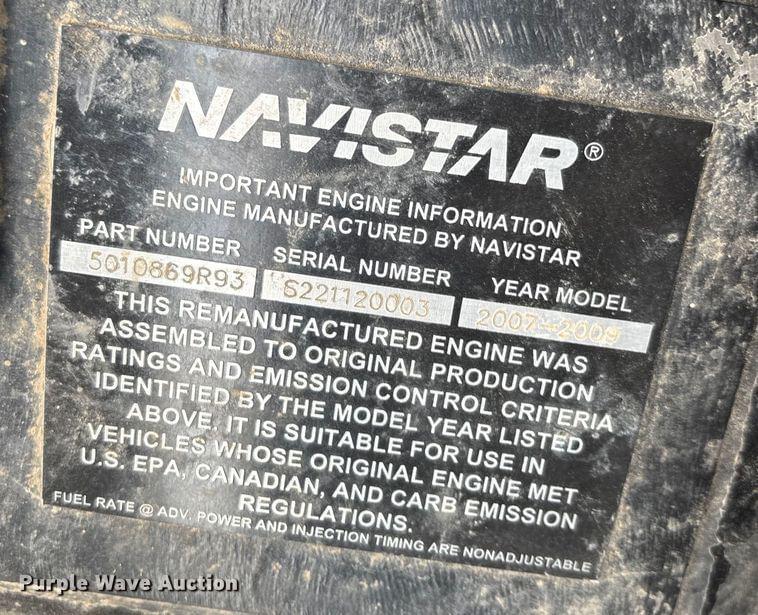 NAVISTAR®
IMPORTANT ENGINE INFORMATION
ENGINE MANUFACTURED BY NAVISTAR
PART NUMBER SERIAL NUMBER YEAR MODEL
5010869R93 S221120003 2007-2009
THIS REMANUFACTURED ENGINE WAS
ASSEMBLED TO ORIGINAL PRODUCTION
RATINGS AND EMISSION CONTROL CRITERIA
IDENTIFIED BY THE MODEL YEAR LISTED
ABOVE. IT IS SUITABLE FOR USE IN
VEHICLES WHOSE ORIGINAL ENGINE MET
U.S. EPA, CANADIAN, AND CARB EMISSION
REGULATIONS.
FUEL RATE @ ADV. POWER AND INJECTION TIMING ARE NONADJUSTABLE
Purple Wave Auction